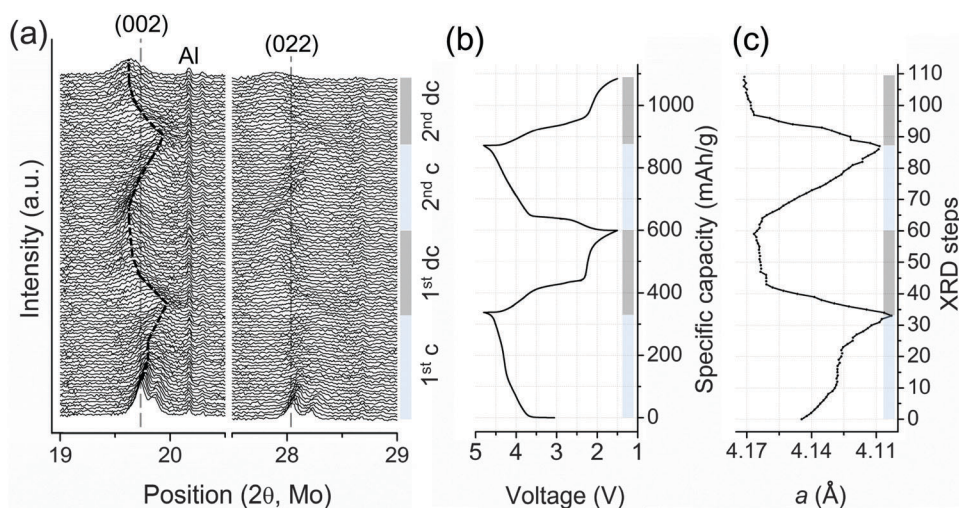 (a)
(002)
Al
(022)
Intensity (a.u.)
1st c
1st dc
2nd c
2nd dc
19
20
28
29
Position (2θ, Mo)
(b)
0
200
400
600
800
1000
Specific capacity (mAh/g)
5
4
3
2
1
Voltage (V)
(c)
110
100
90
80
70
60
50
40
30
20
10
0
XRD steps
4.17
4.14
4.11
a (Å)